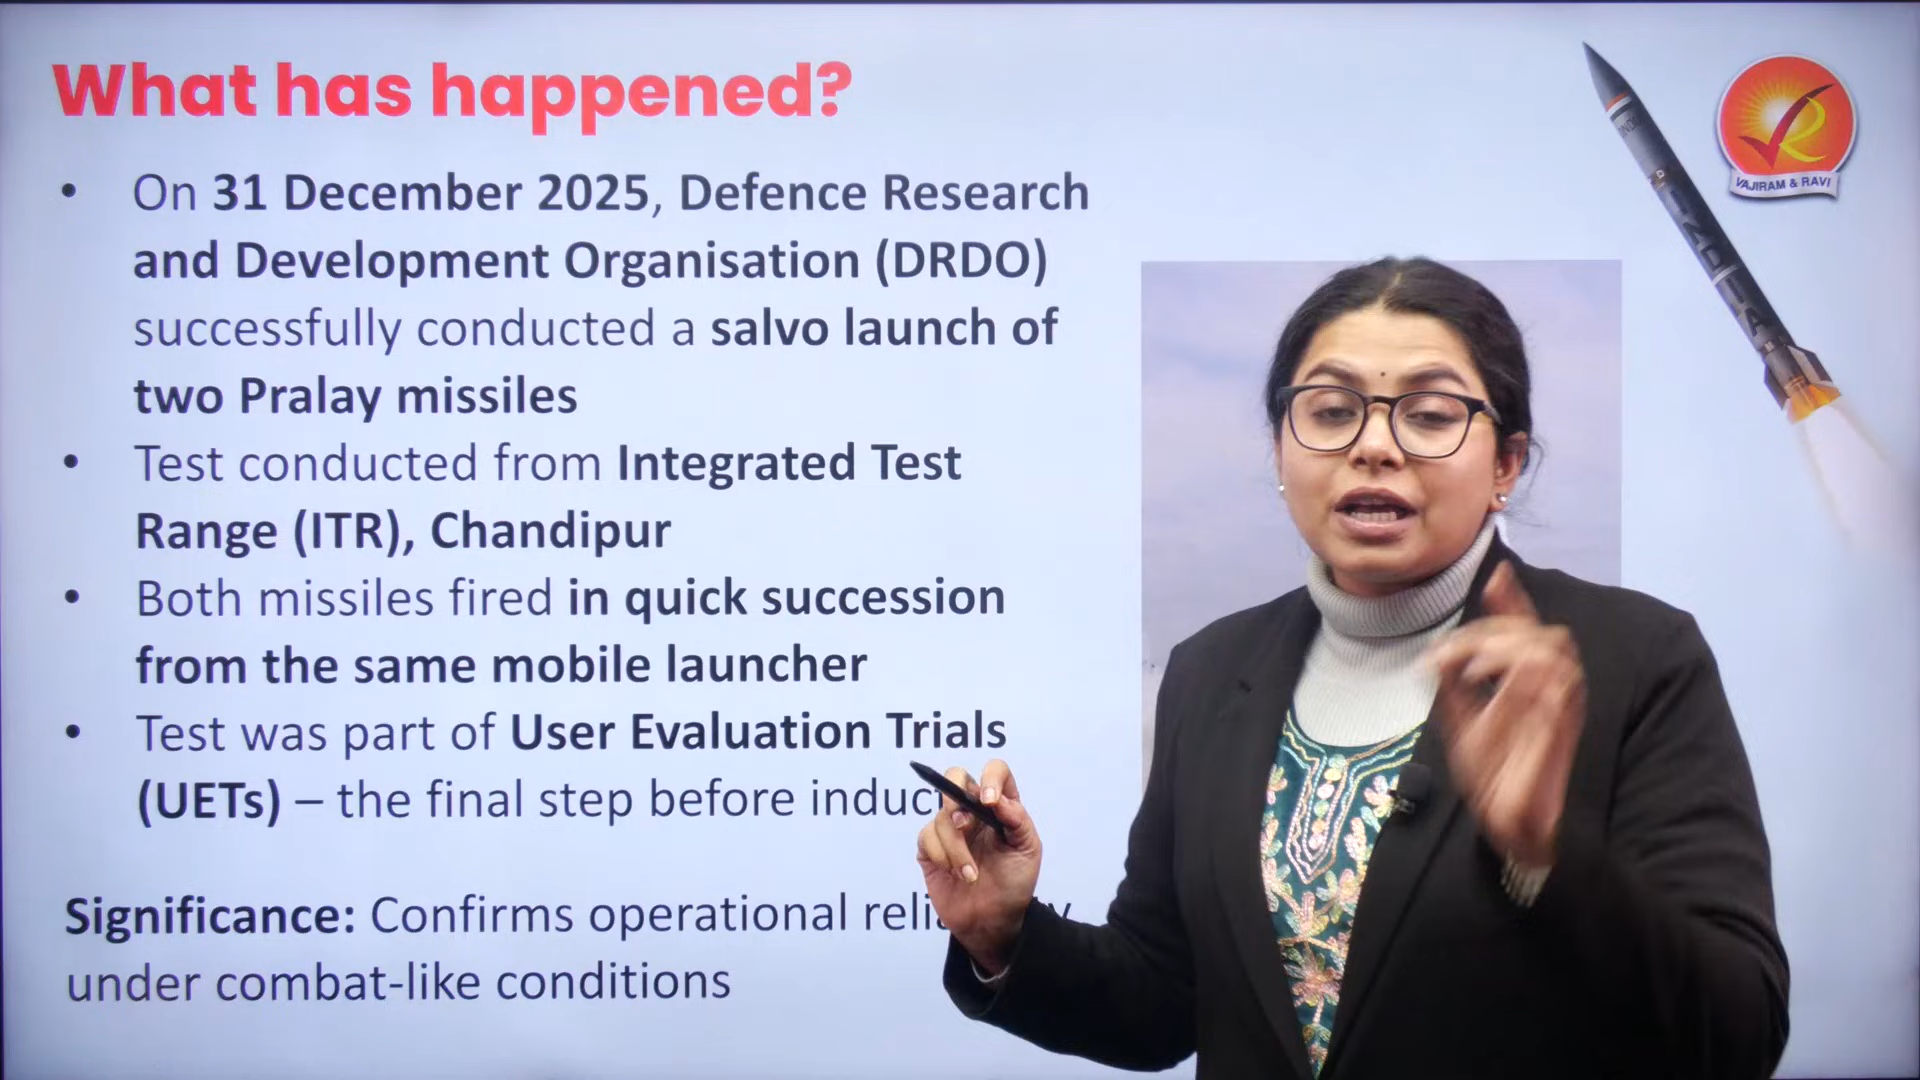 What has happened?
• On 31 December 2025, Defence Research
and Development Organisation (DRDO)
successfully conducted a salvo launch of
two Pralay missiles
• Test conducted from Integrated Test
Range (ITR), Chandipur
• Both missiles fired in quick succession
from the same mobile launcher
• Test was part of User Evaluation Trials
(UETs) – the final step before
Significance: Confirms operational
under combat-like conditions
VAJIRAM & RAVI